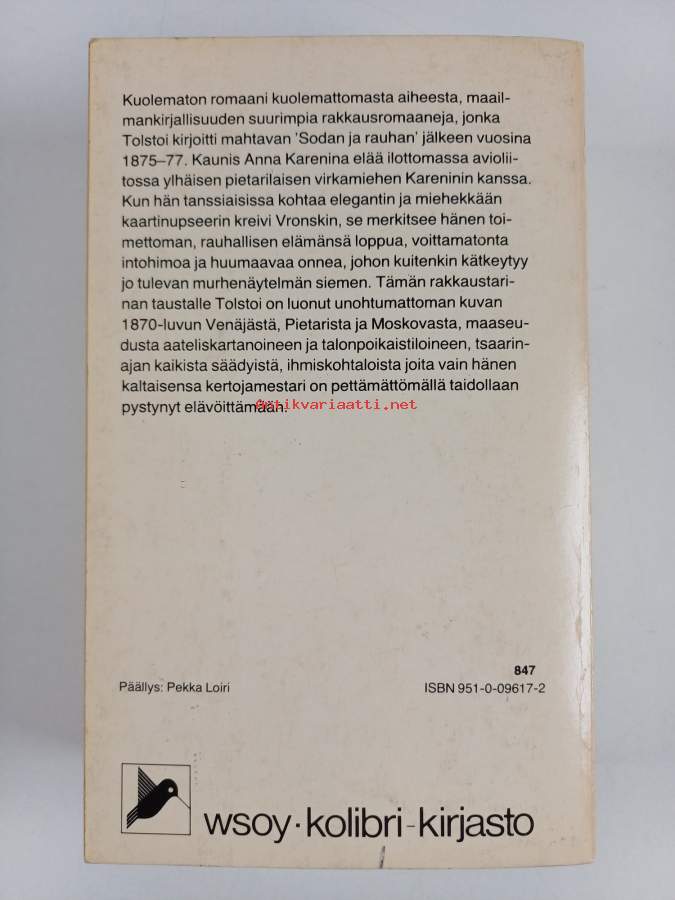 Kuolematon romaani kuolemattomasta aiheesta, maail-
mankirjallisuuden suurimpia rakkausromaaneja, jonka
Tolstoi kirjoitti mahtavan 'Sodan ja rauhan' jälkeen vuosina
1875–77. Kaunis Anna Karenina elää ilottomassa avioli-
itossa ylhäisen pietarilaisen virkamiehen Kareninin kanssa.
Kun hän tanssiaisissa kohtaa elegantin ja miehekkään
kaartinupseerin kreivi Vronskin, se merkitsee hänen toi-
mettoman, rauhallisen elämänsä loppua, voittamatonta
intohimoa ja huumaavaa onnea, johon kuitenkin kätkeytyy
jo tulevan murhenäytelmän siemen. Tämän rakkaustari-
nan taustalle Tolstoi on luonut unohtumattoman kuvan
1870-luvun Venäjästä, Pietarista ja Moskovasta, maaseu-
dusta aateliskartanoineen ja talonpoikaistiloineen, tsaarin-
ajan kaikista säädyistä, ihmiskohtaloista joita vain hänen
kaltaisensa kertojamestari on pettämättömällä taidollaan
pystynyt elävöittämään.
Antikvariaatti.net
847
Päällys: Pekka Loiri
ISBN 951-0-09617-2
wsoy·kolibri-kirjasto